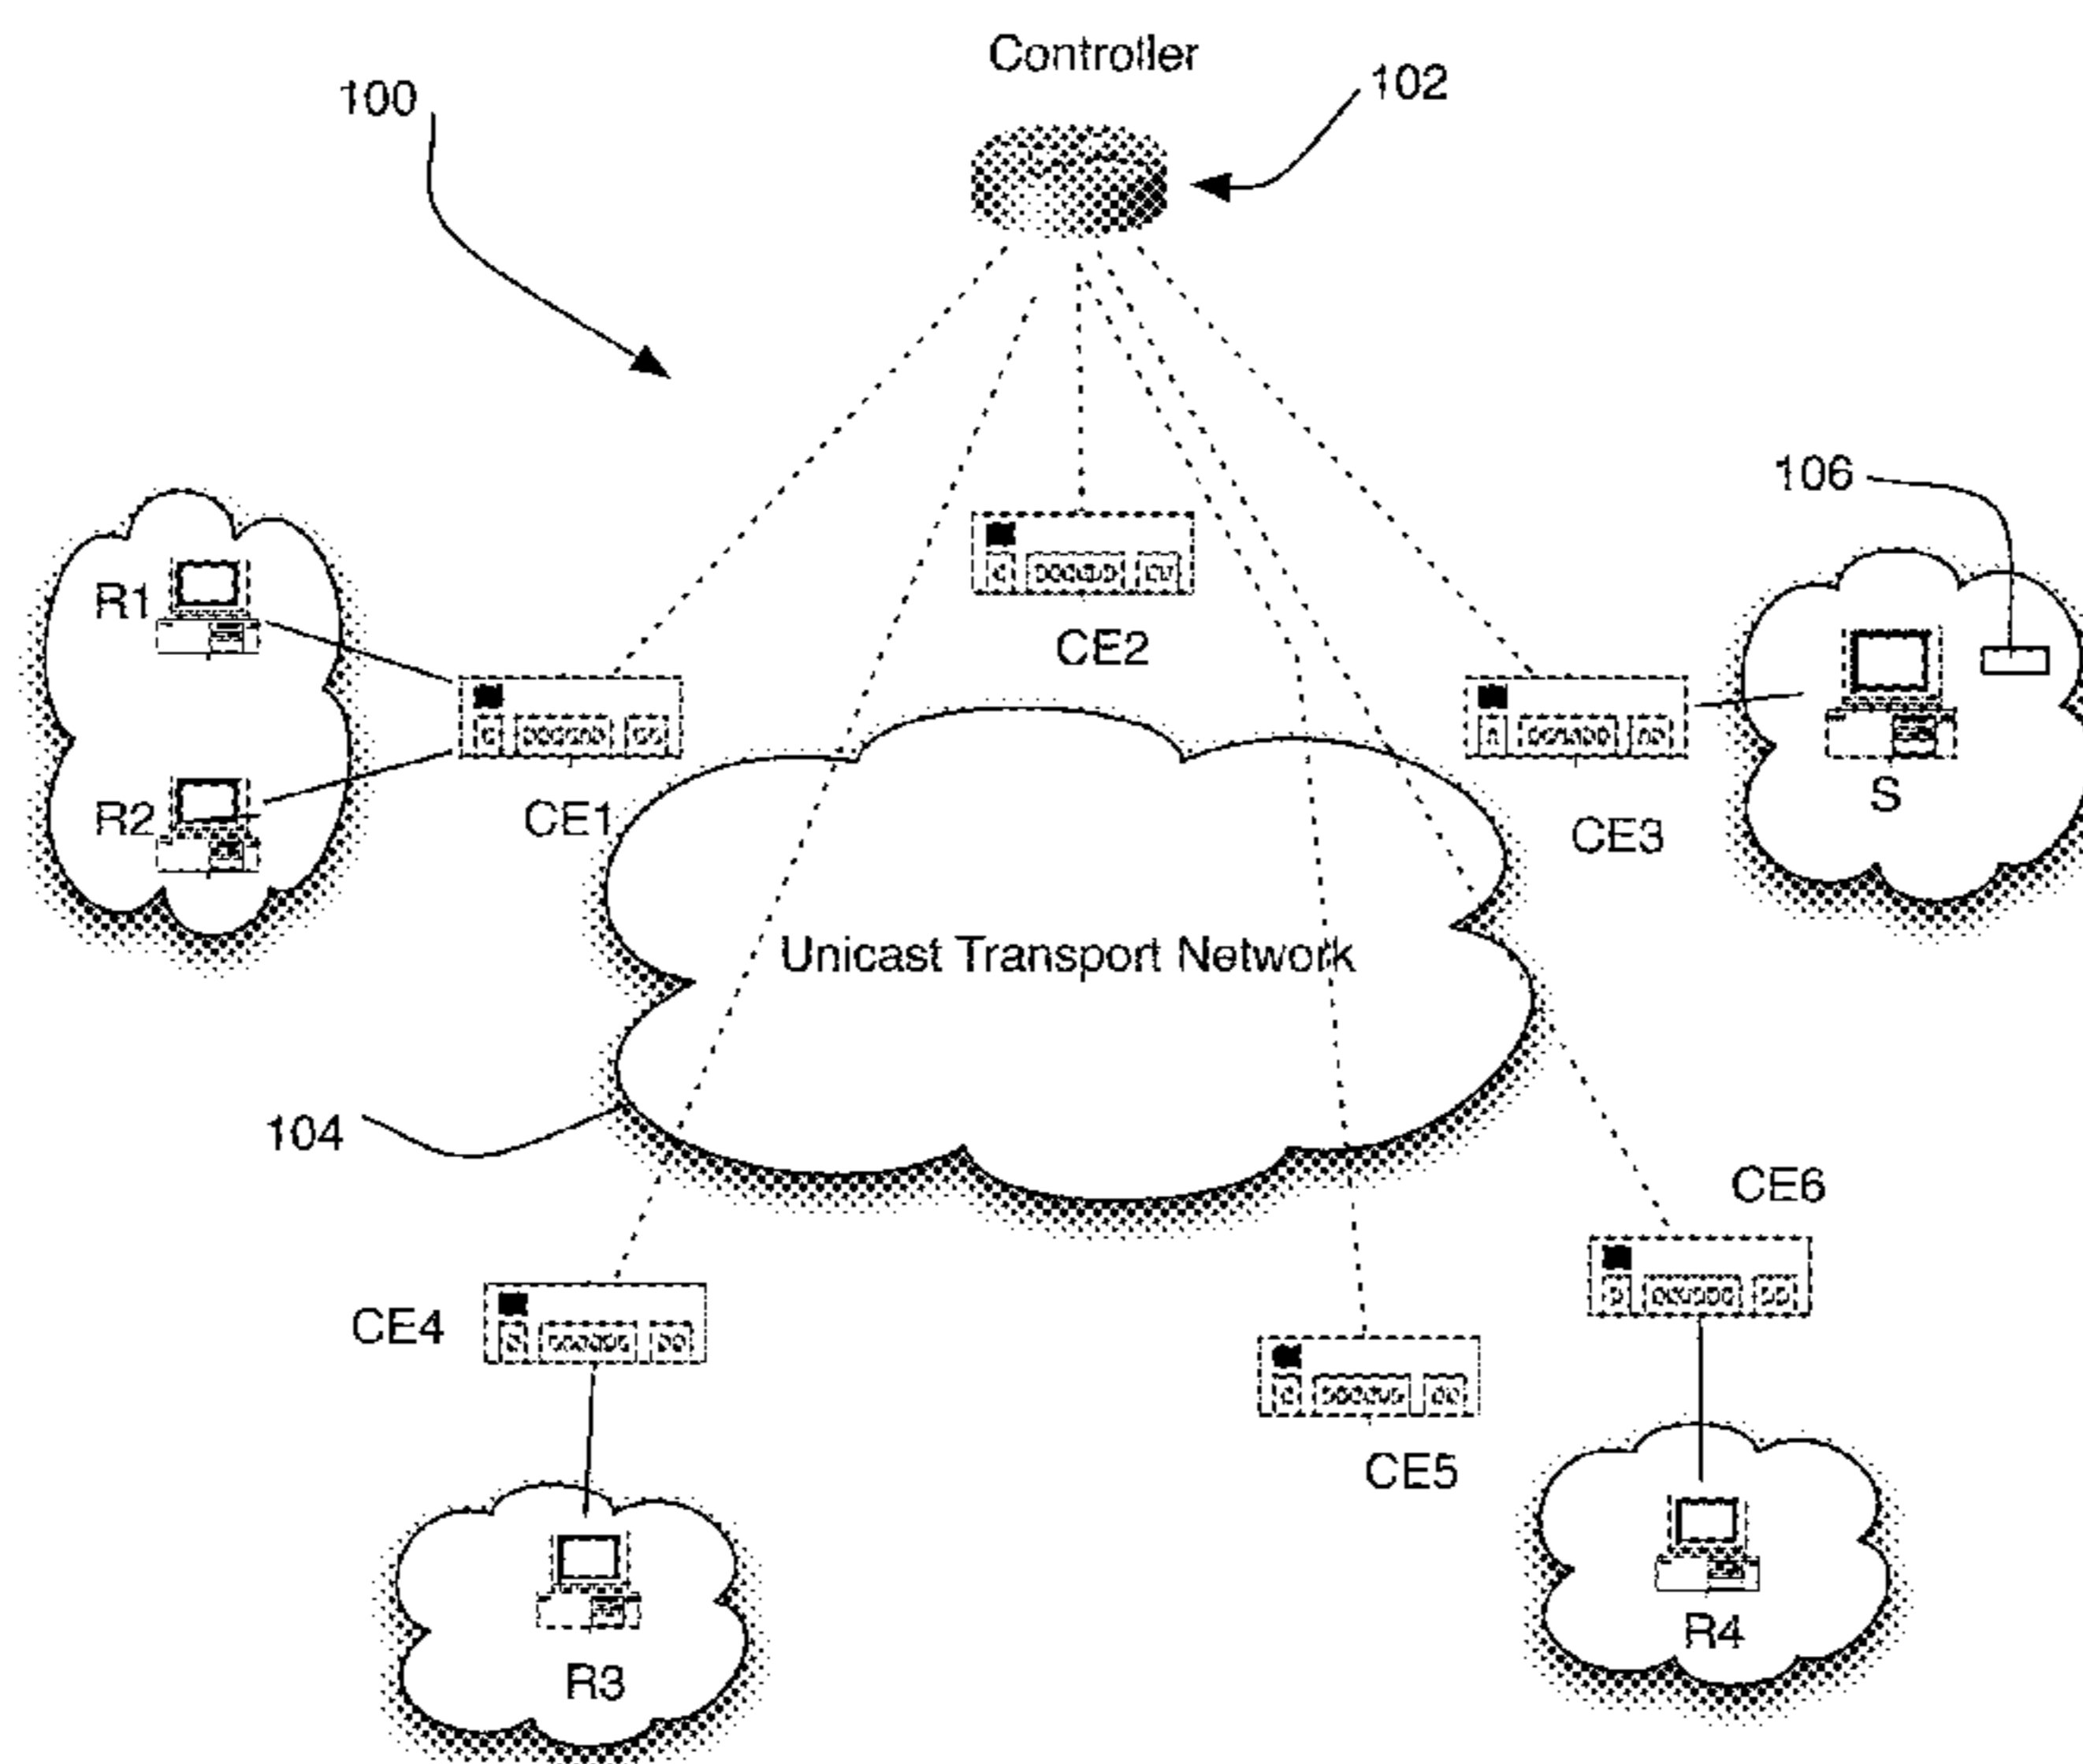 Controller
100
102
106
R1
CE2
R2
CE1
CE3
S
Unicast Transport Network
104
CE6
CE4
CE5
R4
R3